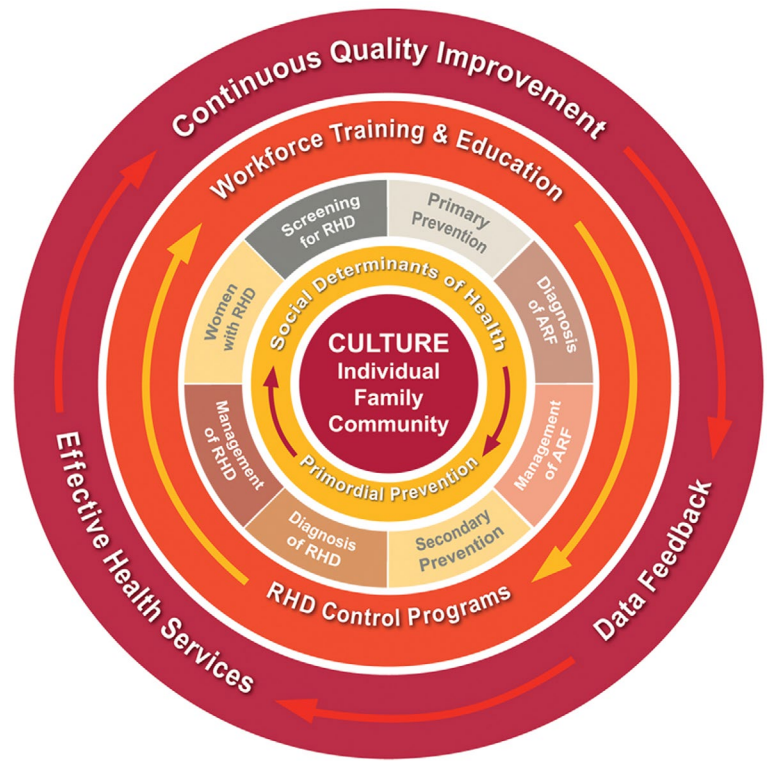 Continuous Quality Improvement
Workforce Training & Education
Screening
for RHD
Primary
Prevention
Diagnosis
of ARF
Management
of ARF
Secondary
Prevention
Diagnosis
of RHD
Management
of RHD
Women
with RHD
Social Determinants of Health
CULTURE
Individual
Family
Community
Primordial Prevention
RHD Control Programs
Data Feedback
Effective Health Services